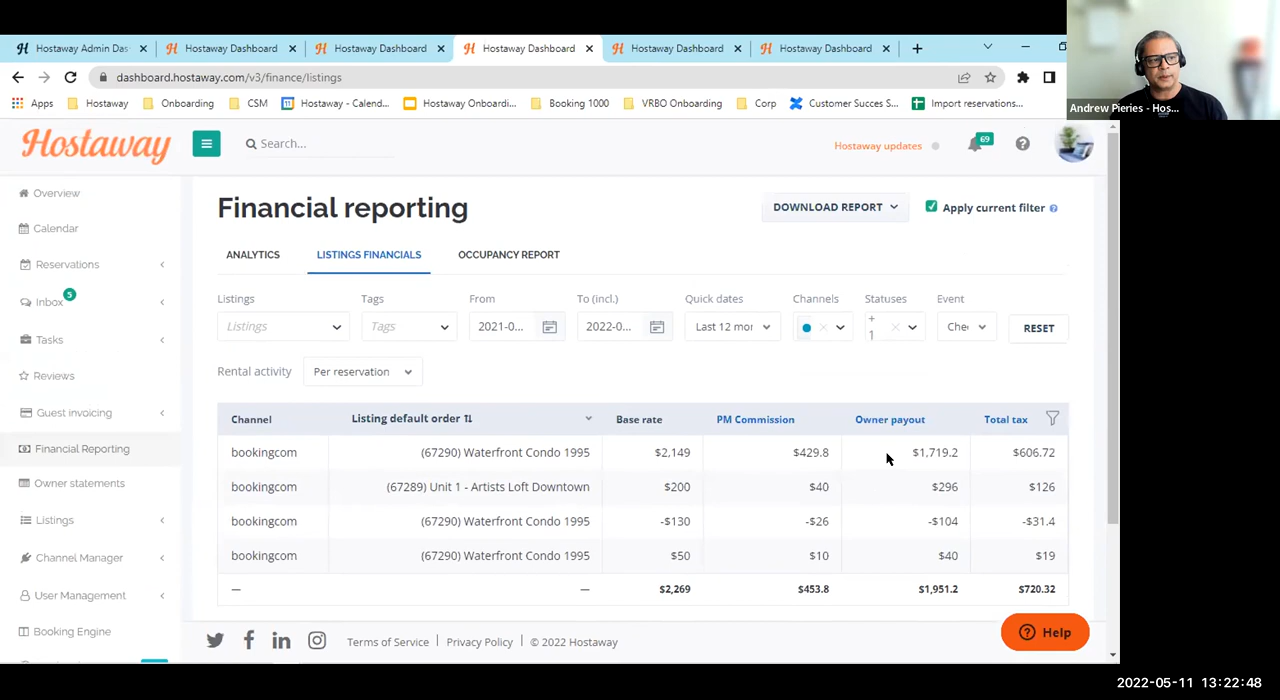 Hostaway Admin Das
Hostaway Dashboard
Hostaway Dashboard
Hostaway Dashboard
Hostaway Dashboard
Hostaway Dashboard
dashboard.hostaway.com/v3/finance/listings
Apps
Hostaway
Onboarding
CSM
Hostaway - Calend...
Hostaway Onboardi...
Booking 1000
VRBO Onboarding
Corp
Customer Succes S...
Import reservations...
Andrew Pieries - Hos...
Hostaway
Search...
Hostaway updates
69
Overview
Calendar
Reservations
Inbox 5
Tasks
Reviews
Guest invoicing
Financial Reporting
Owner statements
Listings
Channel Manager
User Management
Booking Engine
Financial reporting
DOWNLOAD REPORT
Apply current filter
ANALYTICS
LISTINGS FINANCIALS
OCCUPANCY REPORT
Listings
Tags
From
To (incl.)
Quick dates
Channels
Statuses
Event
Listings
Tags
2021-0...
2022-0...
Last 12 mor
+ 1
Che
RESET
Rental activity
Per reservation
Channel Listing default order Base rate PM Commission Owner payout Total tax
bookingcom (67290) Waterfront Condo 1995 $2,149 $429.8 $1,719.2 $606.72
bookingcom (67289) Unit 1 - Artists Loft Downtown $200 $40 $296 $126
bookingcom (67290) Waterfront Condo 1995 -$130 -$26 -$104 -$31.4
bookingcom (67290) Waterfront Condo 1995 $50 $10 $40 $19
— — $2,269 $453.8 $1,951.2 $720.32
Terms of Service | Privacy Policy | © 2022 Hostaway
Help
2022-05-11 13:22:48